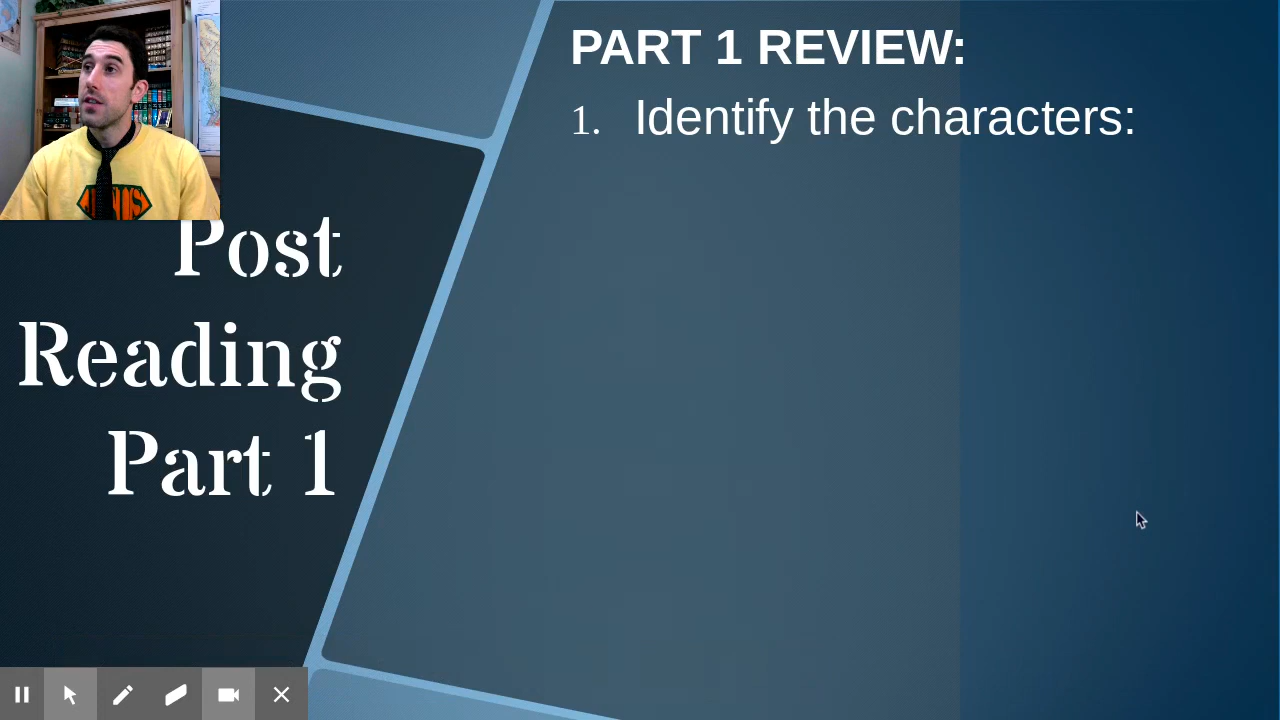 PART 1 REVIEW:
1. Identify the characters:
Post
Reading
Part 1